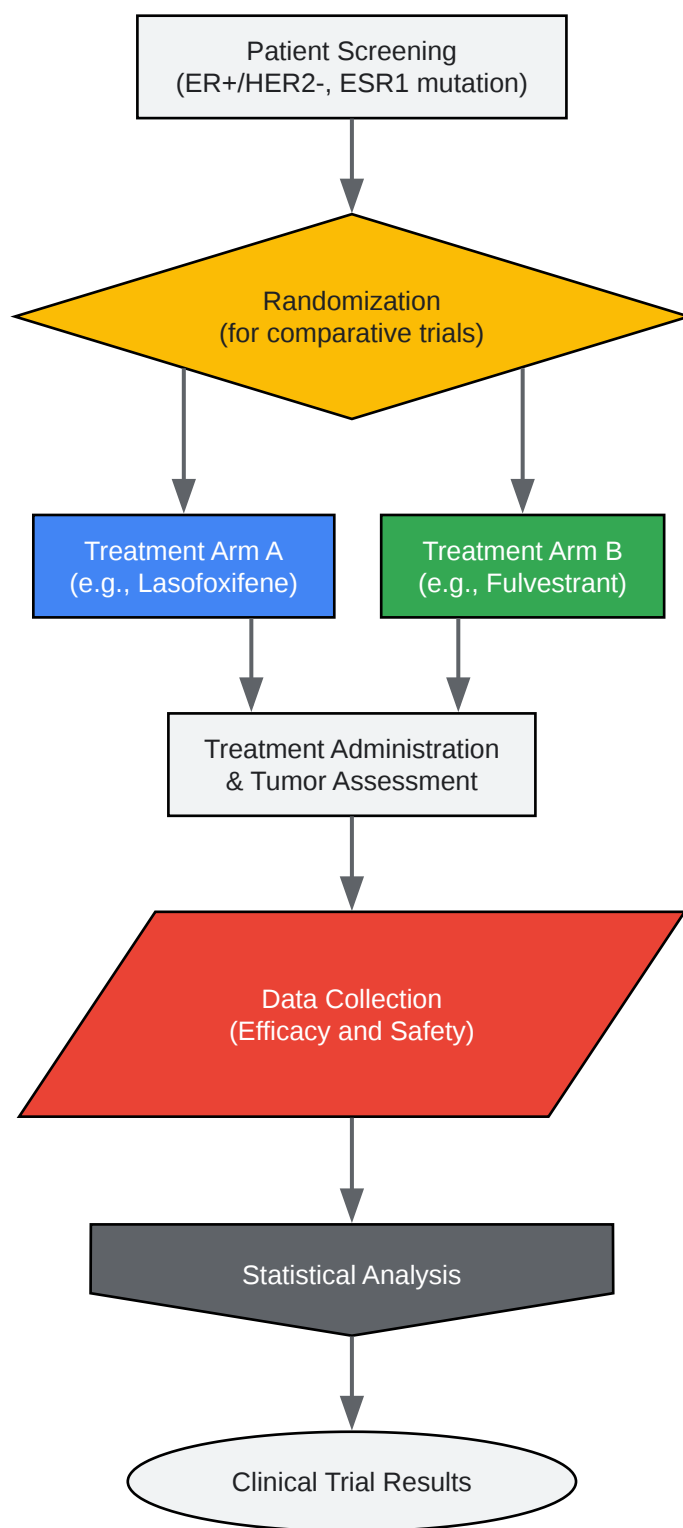 Patient Screening
(ER+/HER2-, ESR1 mutation)
Randomization
(for comparative trials)
Treatment Arm A
(e.g., Lasofoxifene)
Treatment Arm B
(e.g., Fulvestrant)
Treatment Administration
& Tumor Assessment
Data Collection
(Efficacy and Safety)
Statistical Analysis
Clinical Trial Results